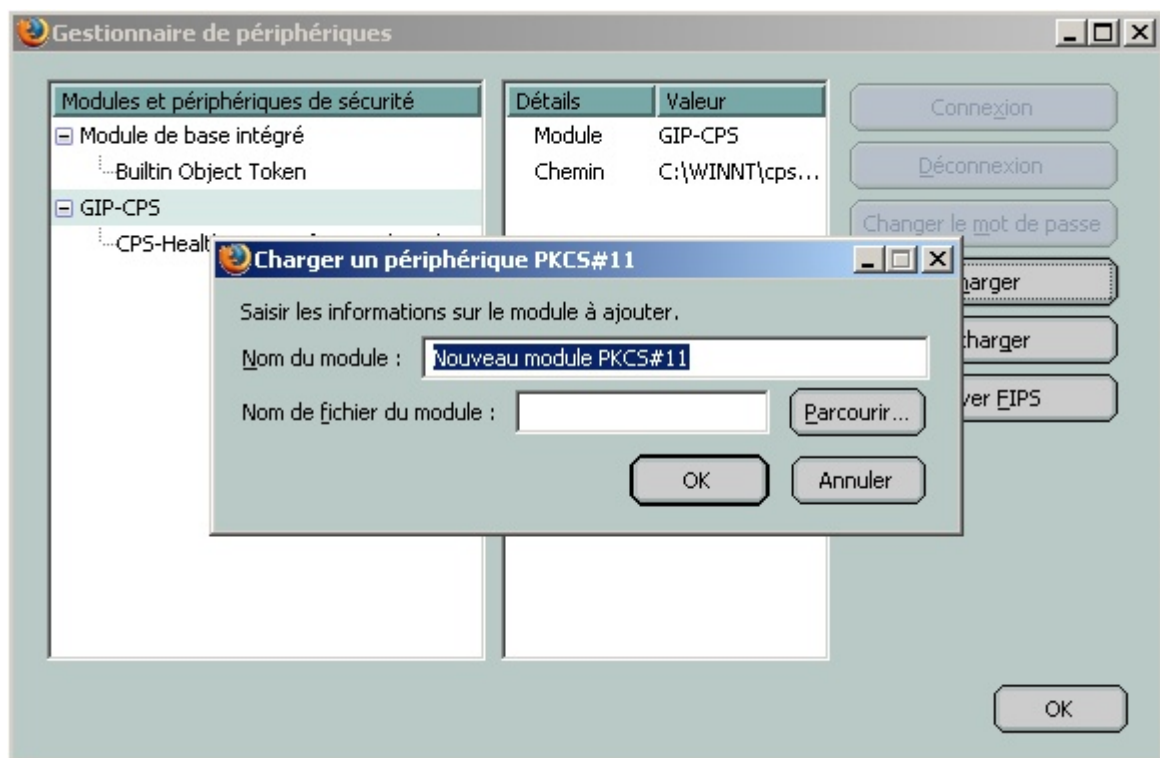 Gestionnaire de périphériques
Modules et périphériques de sécurité
Détails Valeur
Module de base intégré
Builtin Object Token
GIP-CPS
Module GIP-CPS
Chemin C:\WINNT\cps...
Connexion
Déconnexion
Changer le mot de passe
Charger un périphérique PKCS#11
Saisir les informations sur le module à ajouter.
Nom du module : Nouveau module PKCS#11
Nom de fichier du module : Parcourir...
OK Annuler
FIPS
OK